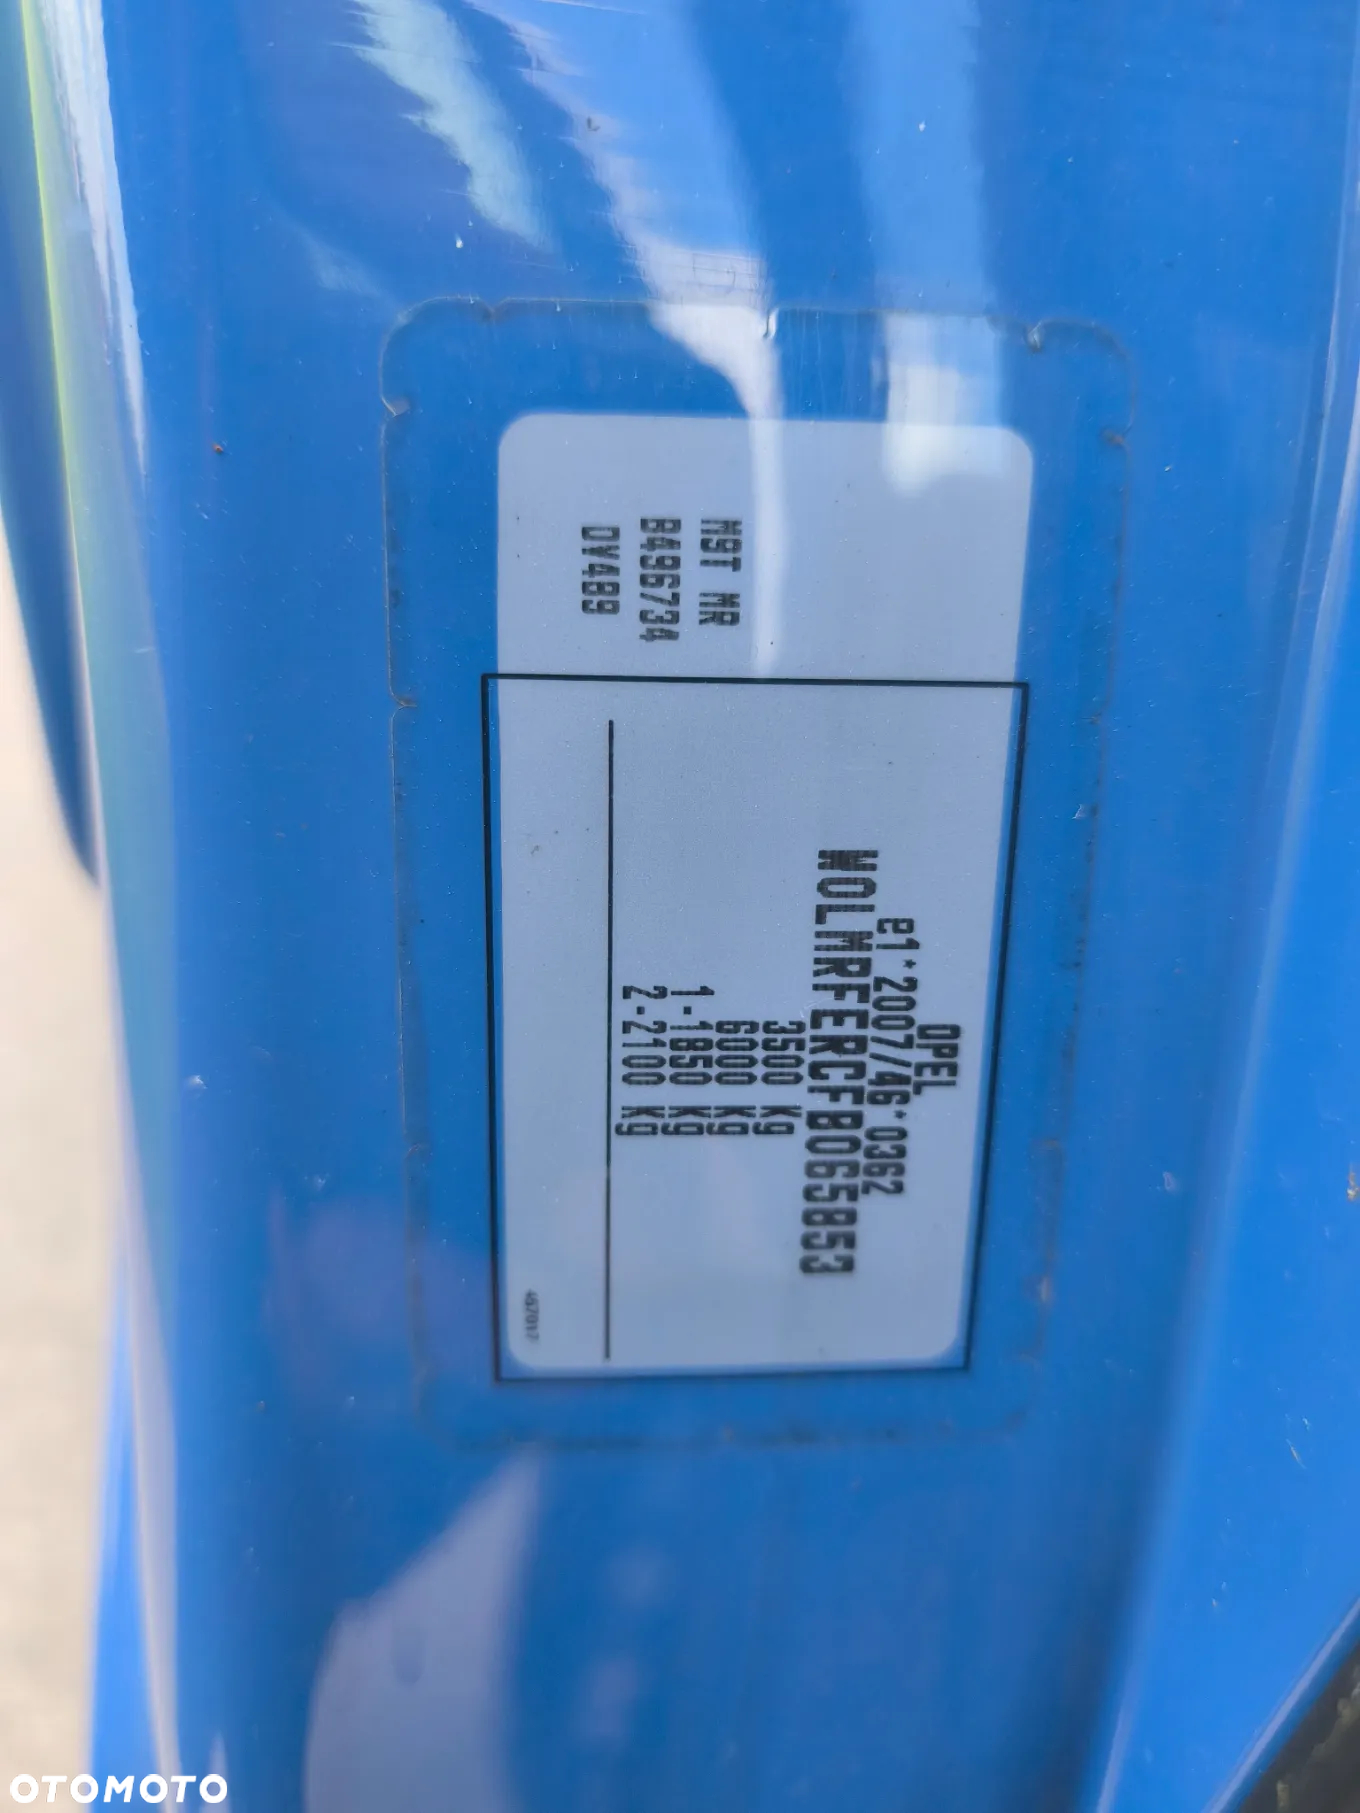 OPEL
e1*2007/46*0362
W0LMRFERCFB065853
3500 Kg
6000 Kg
1-1850 Kg
2-2100 Kg
M9T MR
B496734
DV4B9
OTOMOTO